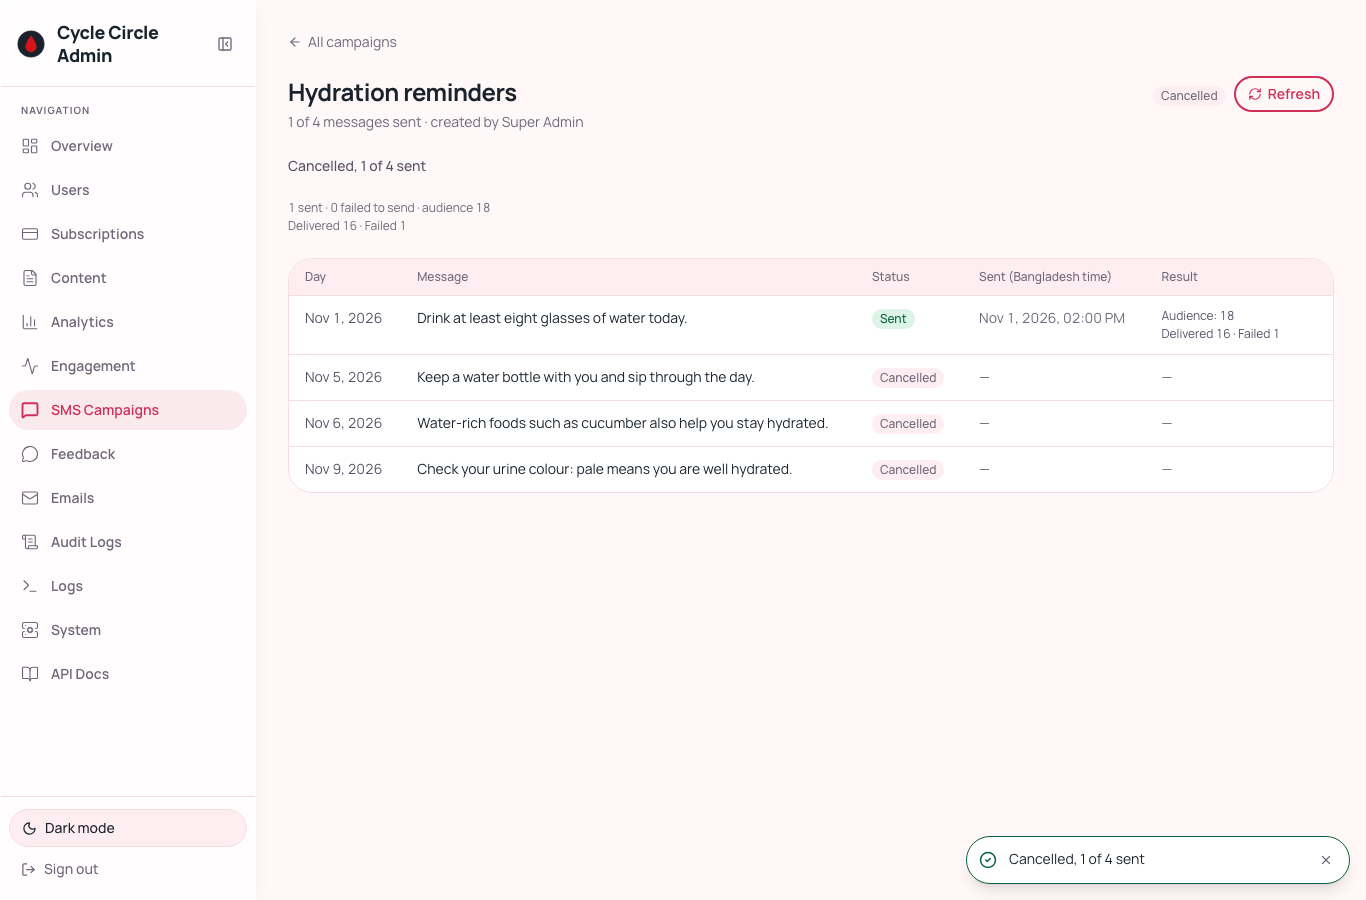 Cycle Circle
Admin
NAVIGATION
Overview
Users
Subscriptions
Content
Analytics
Engagement
SMS Campaigns
Feedback
Emails
Audit Logs
Logs
System
API Docs
Dark mode
Sign out
All campaigns
Hydration reminders
Cancelled
Refresh
1 of 4 messages sent · created by Super Admin
Cancelled, 1 of 4 sent
1 sent · 0 failed to send · audience 18
Delivered 16 · Failed 1
Day Message Status Sent (Bangladesh time) Result
Nov 1, 2026 Drink at least eight glasses of water today. Sent Nov 1, 2026, 02:00 PM Audience: 18
Delivered 16 · Failed 1
Nov 5, 2026 Keep a water bottle with you and sip through the day. Cancelled — —
Nov 6, 2026 Water-rich foods such as cucumber also help you stay hydrated. Cancelled — —
Nov 9, 2026 Check your urine colour: pale means you are well hydrated. Cancelled — —
Cancelled, 1 of 4 sent